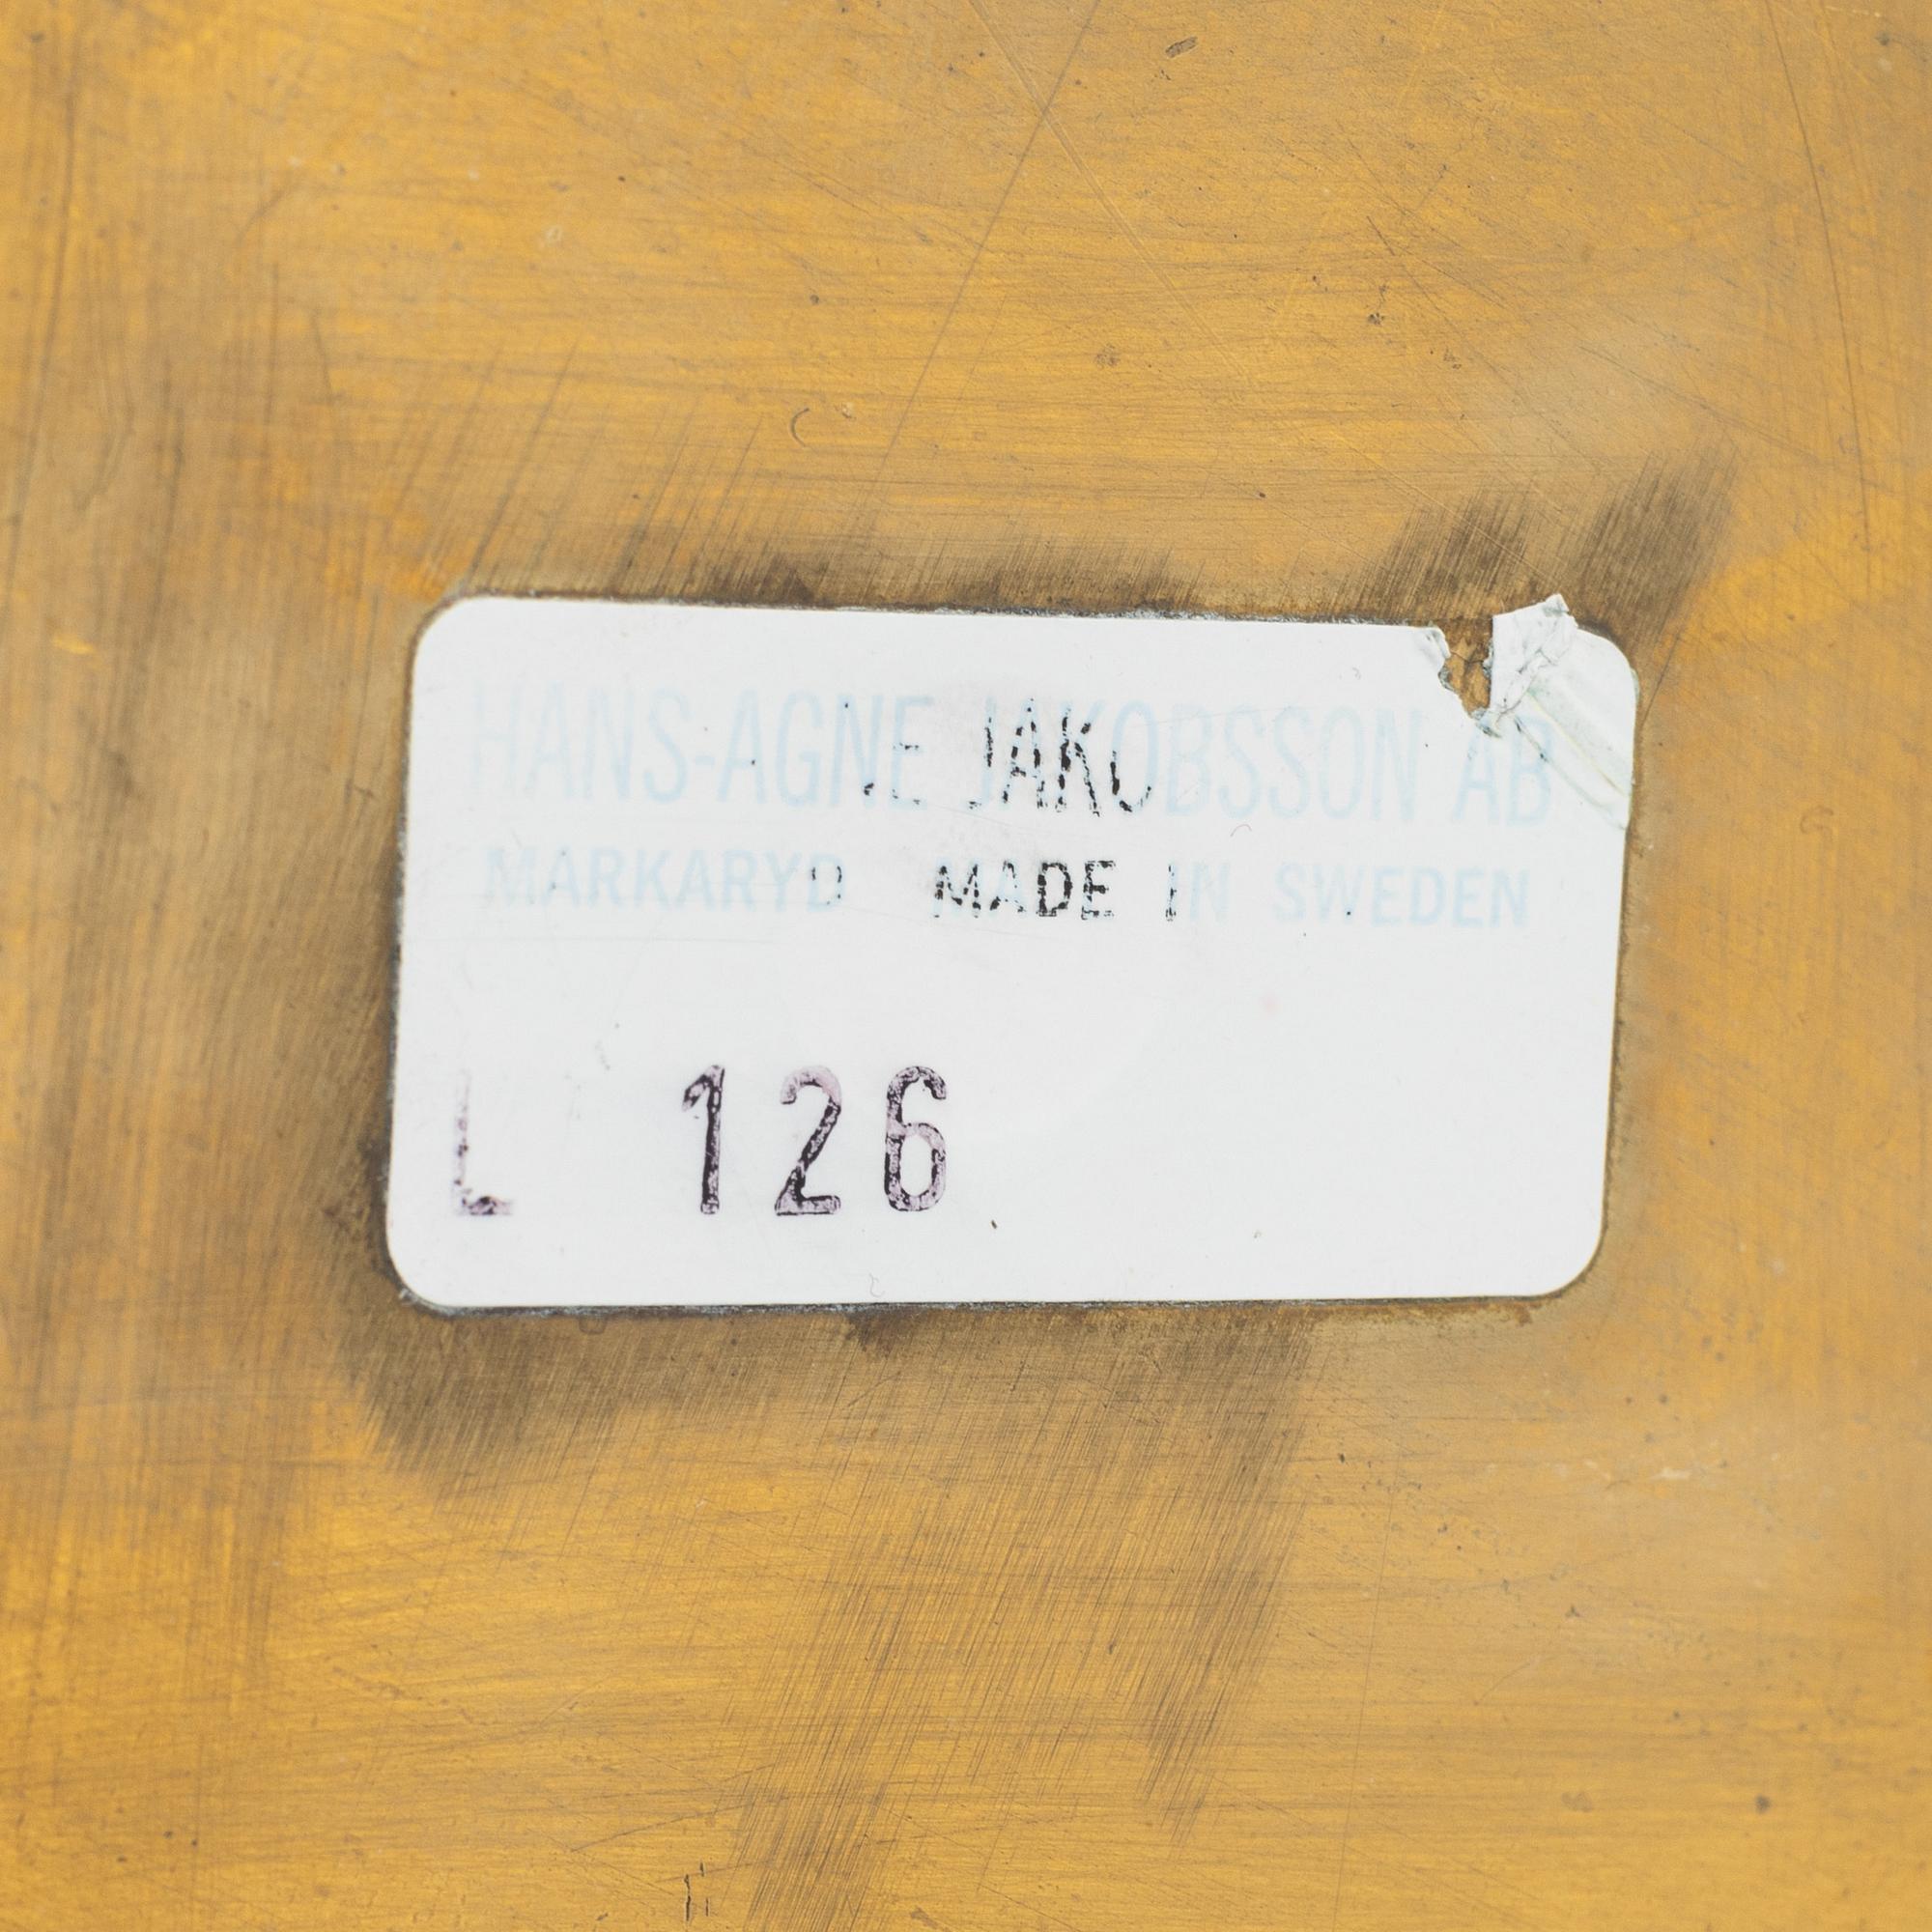 HANS-AGNE JAKOBSSON AB
MARKARYD MADE IN SWEDEN
L 126